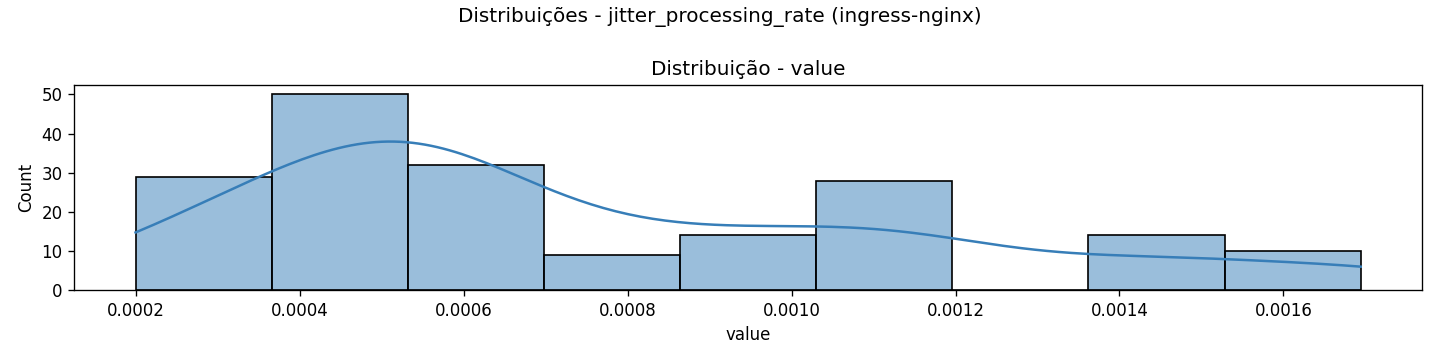 Distribuições - jitter_processing_rate (ingress-nginx)
Distribuição - value
50
40
30
20
10
0
Count
0.0002 0.0004 0.0006 0.0008 0.0010 0.0012 0.0014 0.0016
value